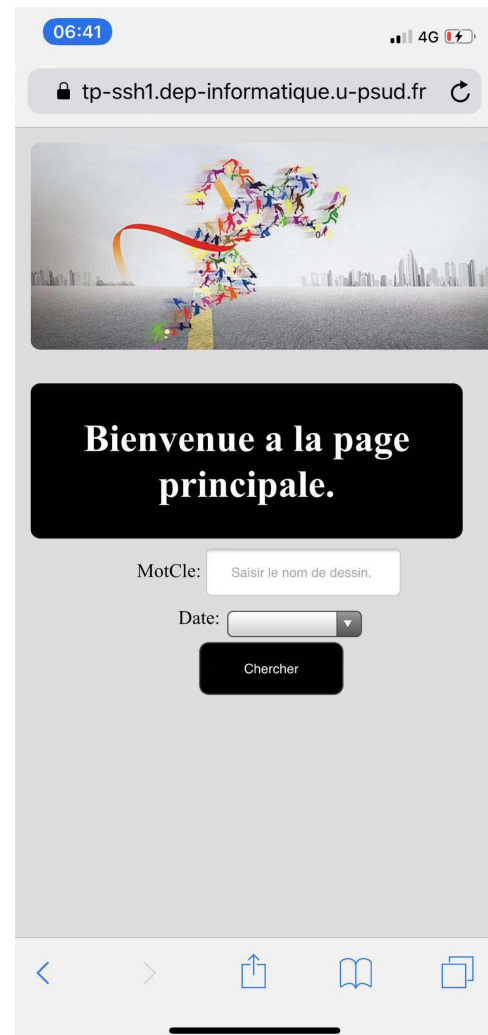 06:41
4G
tp-ssh1.dep-informatique.u-psud.fr
Bienvenue a la page
principale.
MotCle:
Saisir le nom de dessin.
Date:
Chercher